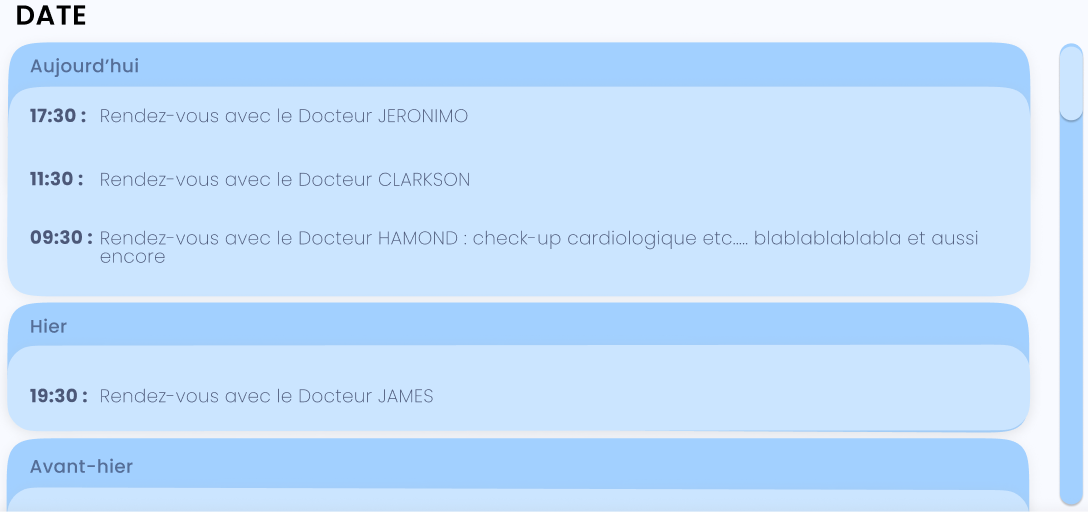 DATE
Aujourd’hui
17:30 : Rendez-vous avec le Docteur JERONIMO
11:30 : Rendez-vous avec le Docteur CLARKSON
09:30 : Rendez-vous avec le Docteur HAMOND : check-up cardiologique etc..... blablablablabla et aussi
encore
Hier
19:30 : Rendez-vous avec le Docteur JAMES
Avant-hier